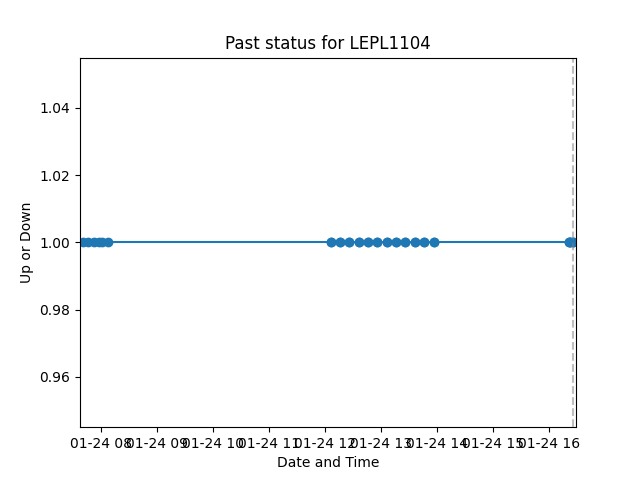 Past status for LEPL1104
Up or Down
1.04
1.02
1.00
0.98
0.96
01-24 08 01-24 09 01-24 10 01-24 11 01-24 12 01-24 13 01-24 14 01-24 15 01-24 16
Date and Time